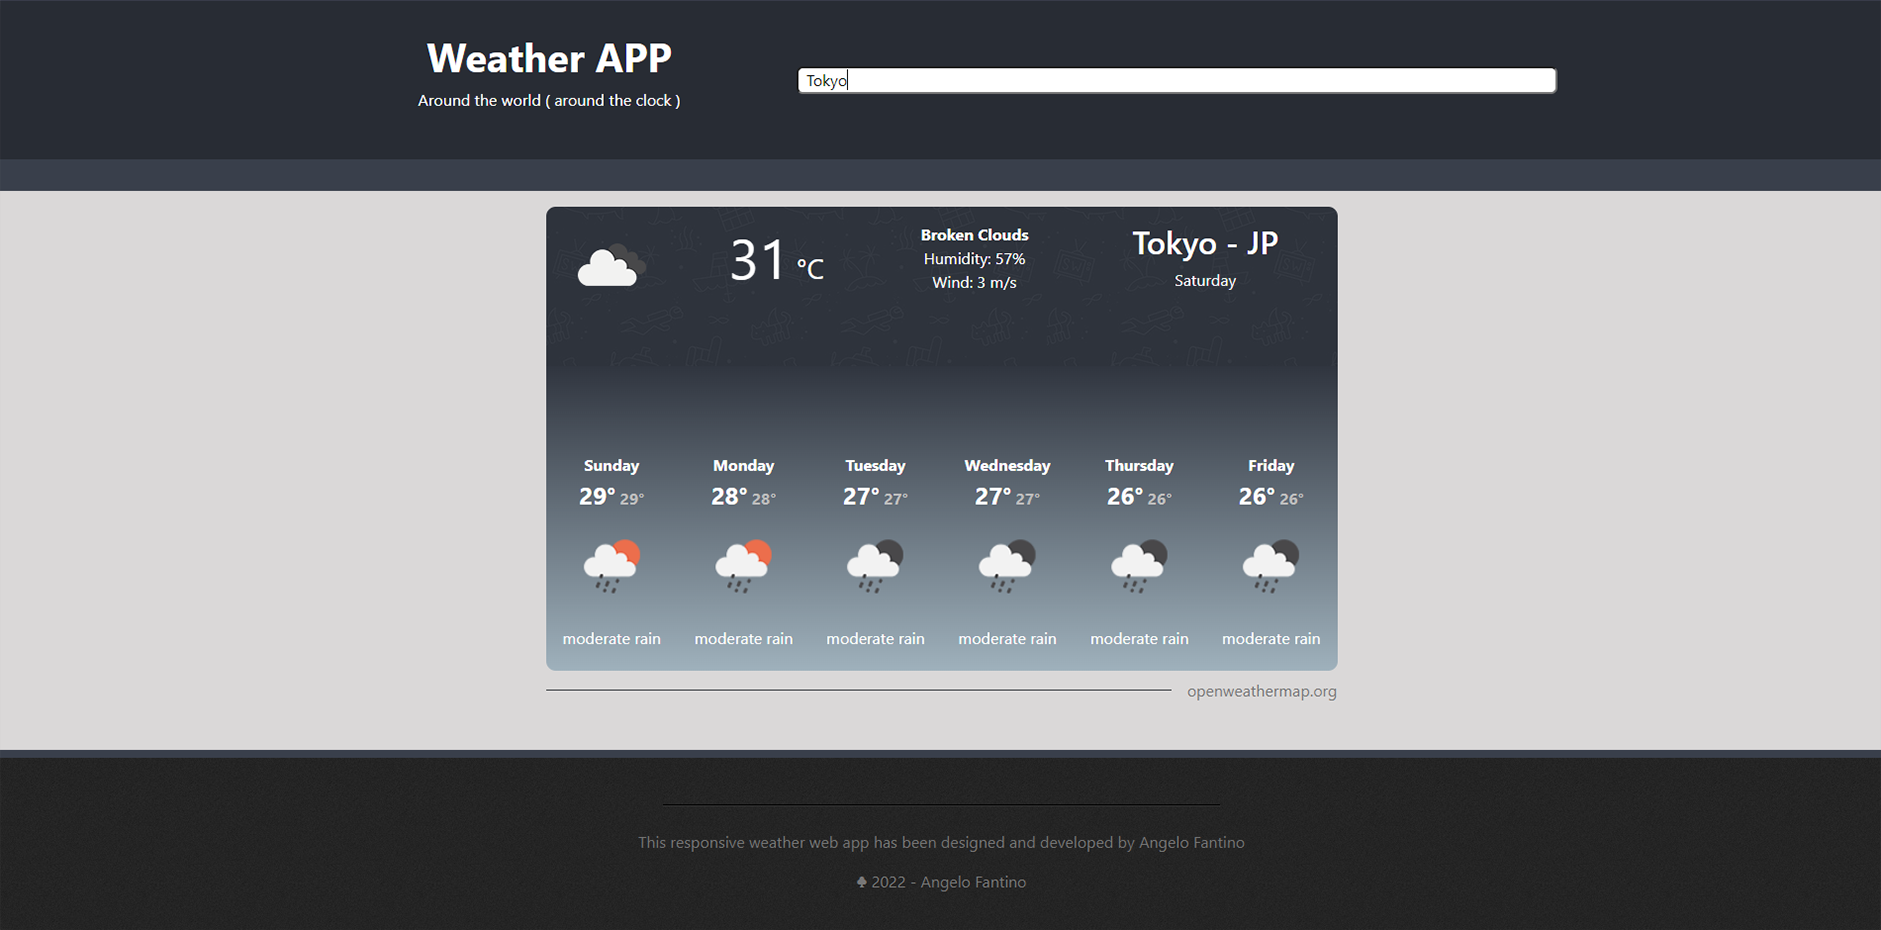 Weather APP
Around the world ( around the clock )
Tokyo
31 °C
Broken Clouds
Humidity: 57%
Wind: 3 m/s
Tokyo - JP
Saturday
Sunday Monday Tuesday Wednesday Thursday Friday
29° 29° 28° 28° 27° 27° 27° 27° 26° 26° 26° 26°
moderate rain moderate rain moderate rain moderate rain moderate rain moderate rain
openweathermap.org
This responsive weather web app has been designed and developed by Angelo Fantino
♣ 2022 - Angelo Fantino